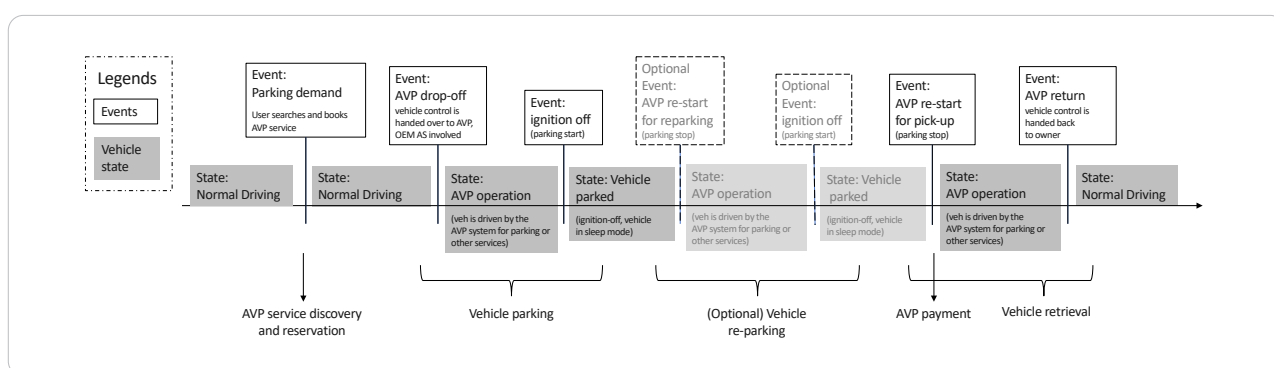 Legends
Events
Vehicle
state
Event:
Parking demand
User searches and books
AVP service
Event:
AVP drop-off
vehicle control is
handed over to AVP,
OEM AS involved
Event:
ignition off
(parking start)
Optional
Event:
AVP re-start
for reparking
(parking stop)
Optional
Event:
ignition off
(parking start)
Event:
AVP re-start
for pick-up
(parking stop)
Event:
AVP return
vehicle control is
handed back
to owner
State:
Normal Driving
State:
Normal Driving
State:
AVP operation
(veh is driven by the
AVP system for parking or
other services)
State: Vehicle
parked
(ignition-off, vehicle
in sleep mode)
State:
AVP operation
(veh is driven by the
AVP system for parking or
other services)
State: Vehicle
parked
(ignition-off, vehicle
in sleep mode)
State:
AVP operation
(veh is driven by the
AVP system for parking or
other services)
State:
Normal Driving
AVP service discovery
and reservation
Vehicle parking
(Optional) Vehicle
re-parking
AVP payment
Vehicle retrieval